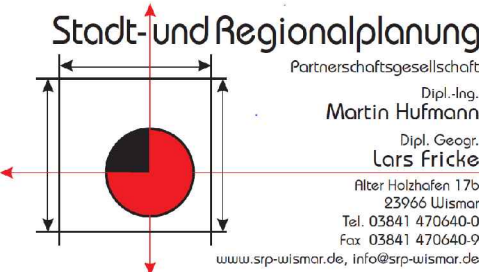 Stadt- und Regionalplanung
Partnerschaftsgesellschaft
Dipl.-Ing.
Martin Hufmann
Dipl. Geogr.
Lars Fricke
Alter Holzhafen 17b
23966 Wismar
Tel. 03841 470640-0
Fax 03841 470640-9
www.srp-wismar.de, info@srp-wismar.de